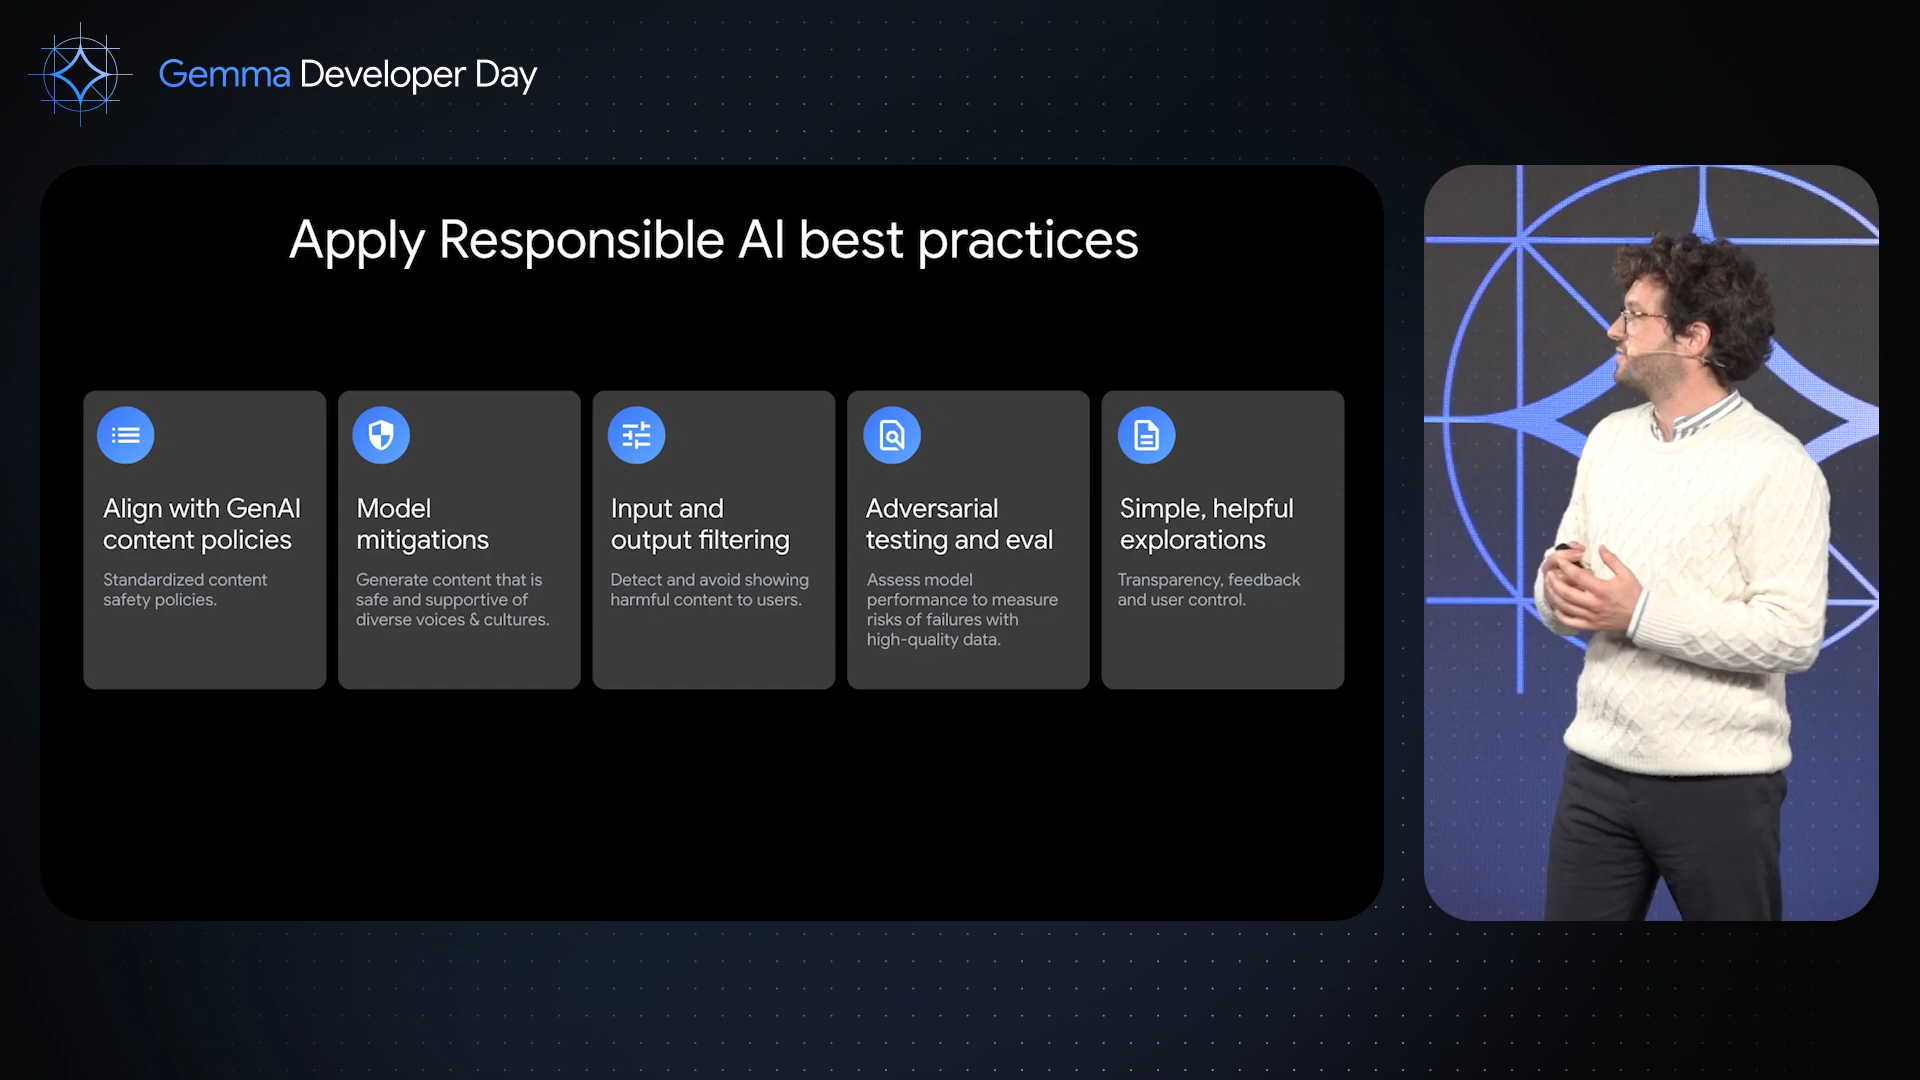 Gemma Developer Day
Apply Responsible AI best practices
Align with GenAI
content policies
Standardized content
safety policies.
Model
mitigations
Generate content that is
safe and supportive of
diverse voices & cultures.
Input and
output filtering
Detect and avoid showing
harmful content to users.
Adversarial
testing and eval
Assess model
performance to measure
risks of failures with
high-quality data.
Simple, helpful
explorations
Transparency, feedback
and user control.